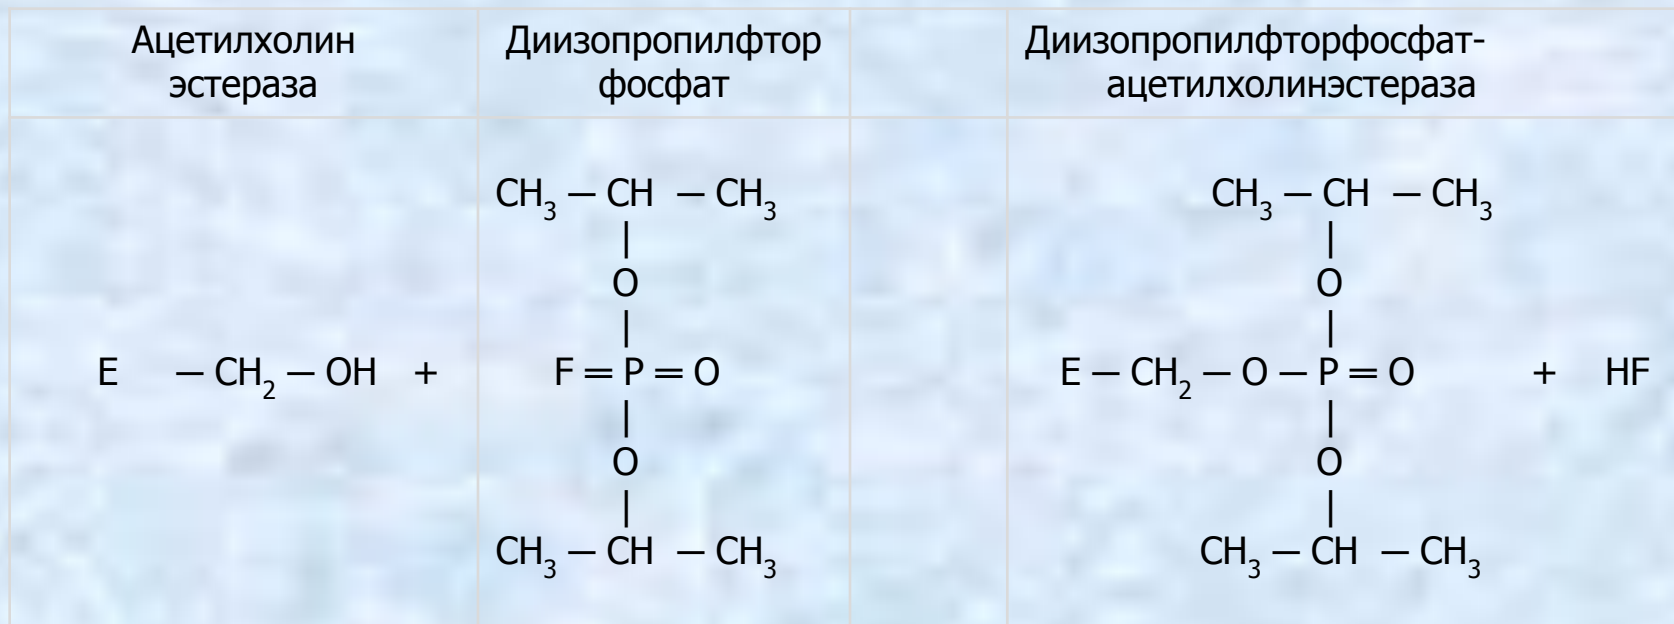 Ацетилхолин
эстераза
Диизопропилфтор
фосфат
Диизопропилфторфосфат-
ацетилхолинэстераза
CH₃ — CH — CH₃ CH₃ — CH — CH₃
| |
O O
| |
E — CH₂ — OH + F = P = O E — CH₂ — O — P = O + HF
| |
O O
| |
CH₃ — CH — CH₃ CH₃ — CH — CH₃